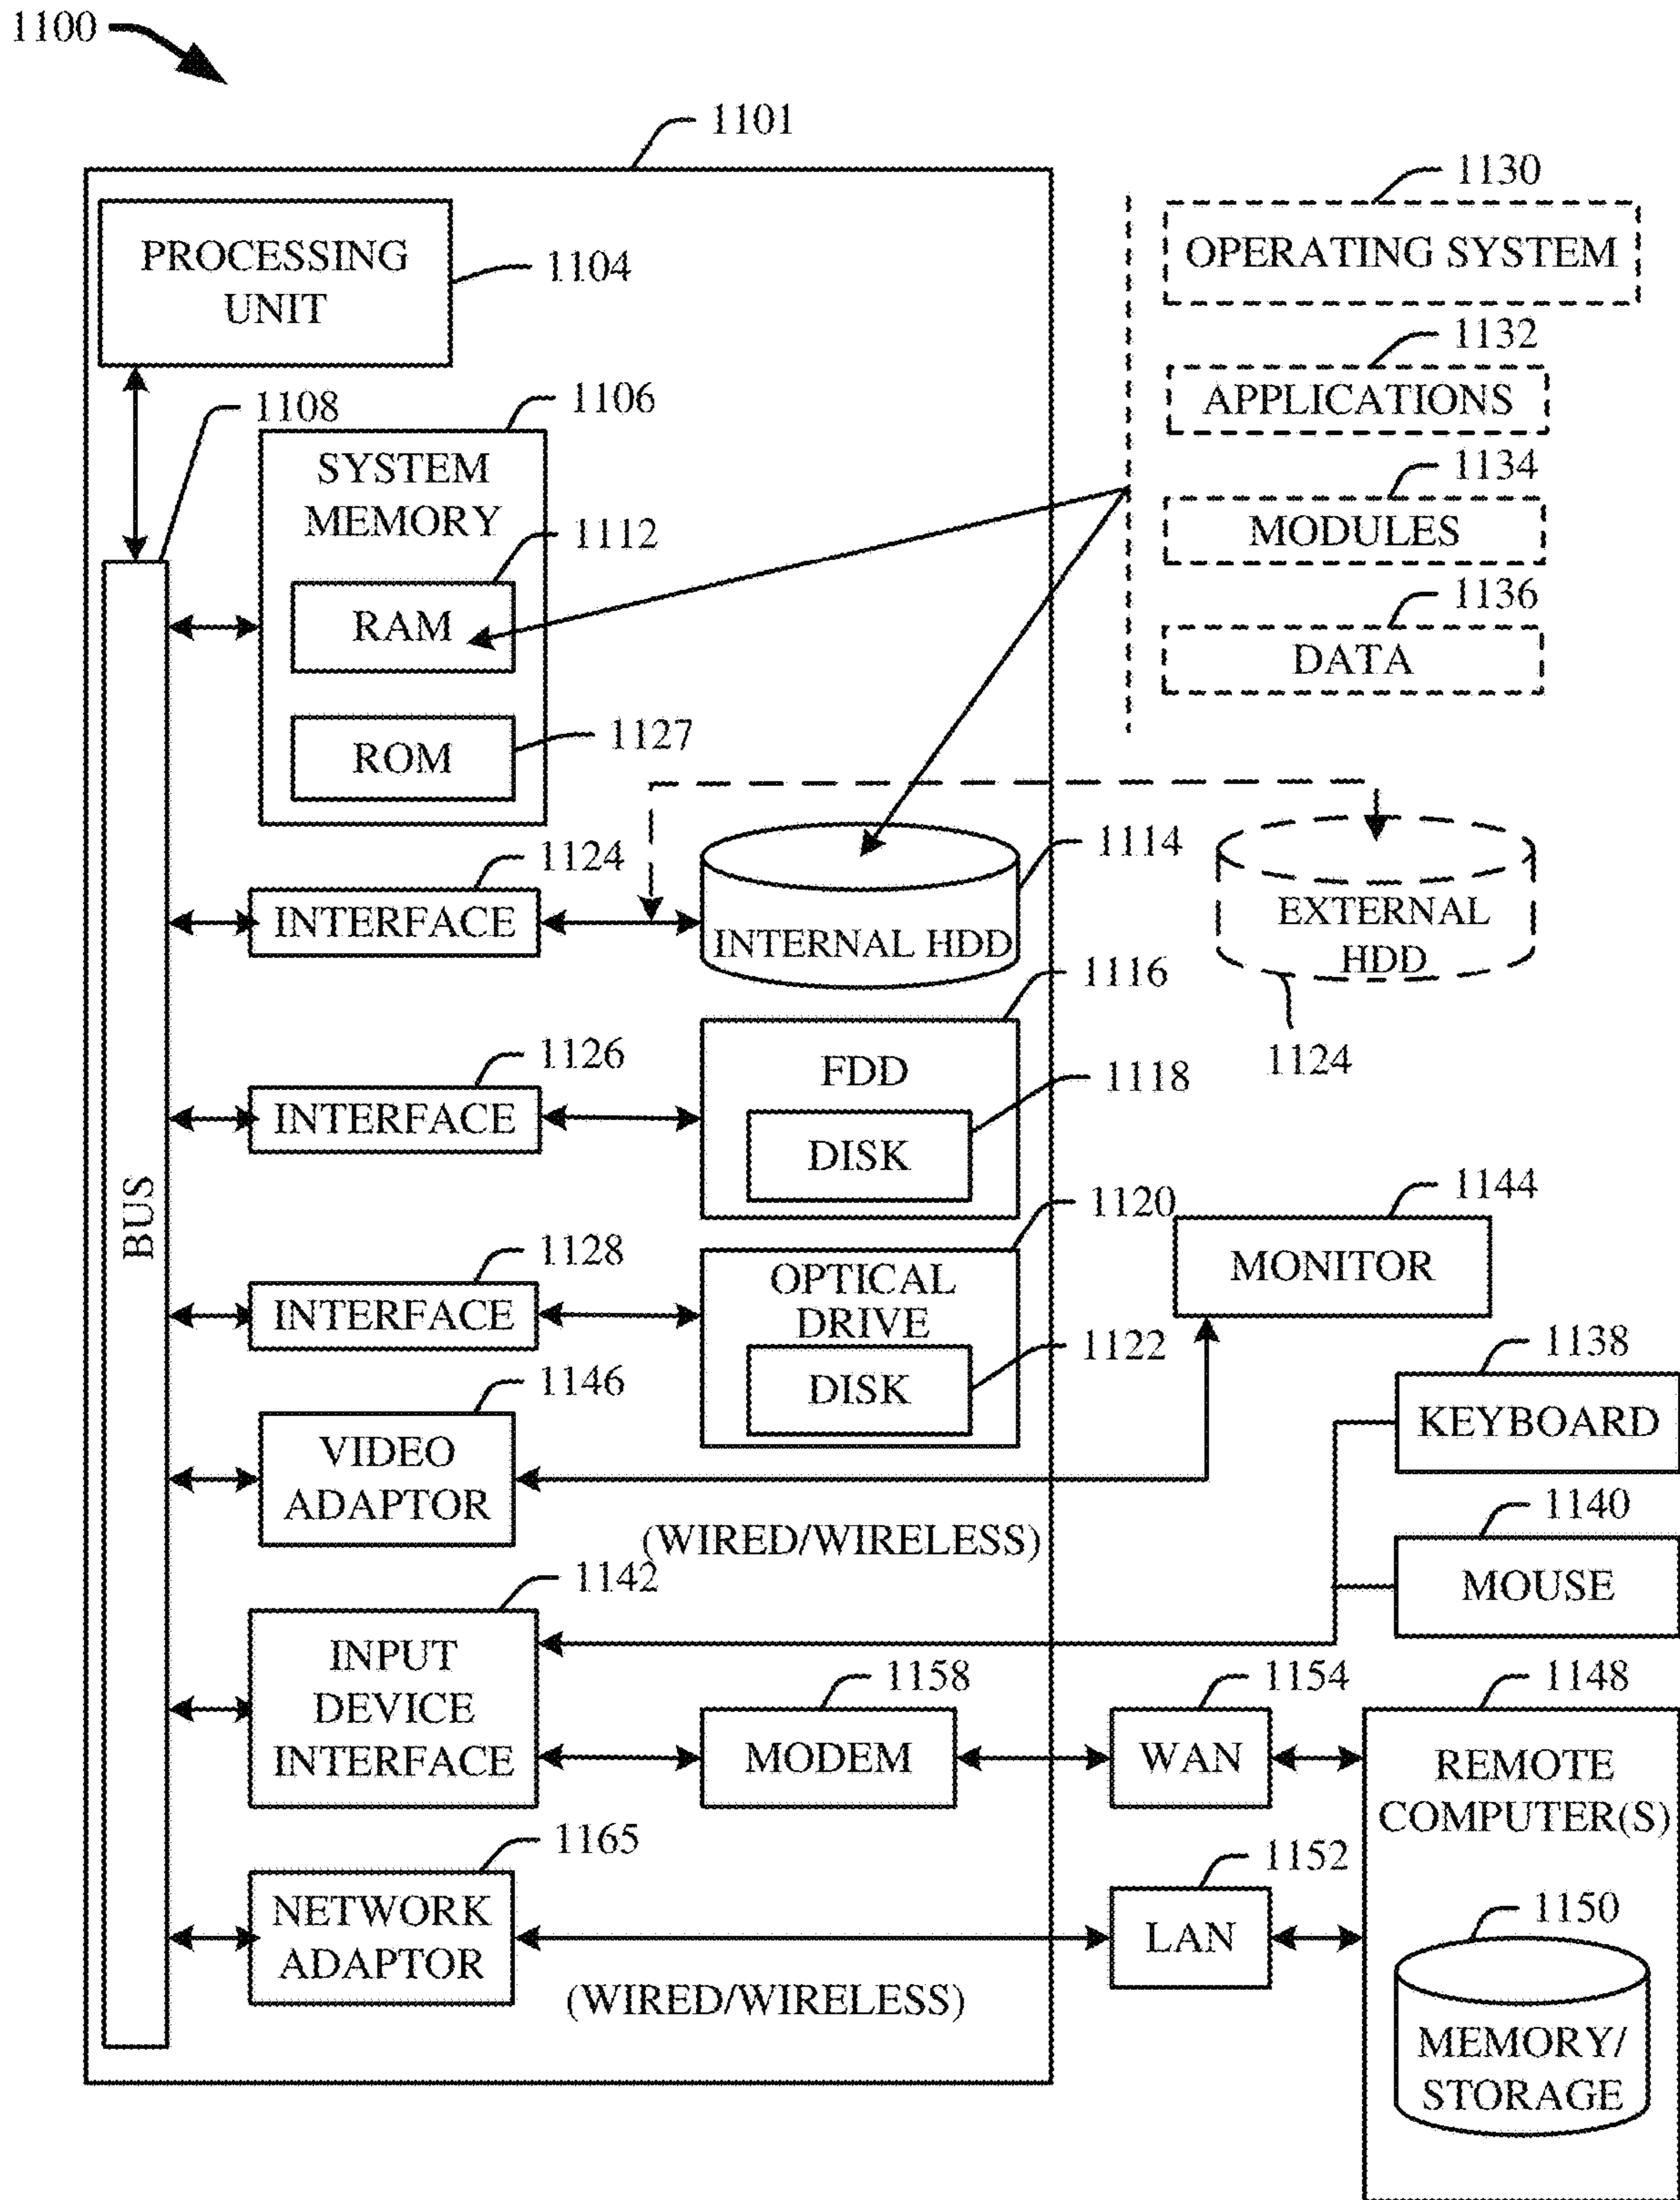 1100
1101
1130
PROCESSING
UNIT
1104
OPERATING SYSTEM
1132
APPLICATIONS
1108
1106
SYSTEM
MEMORY
1134
MODULES
1112
RAM
1136
DATA
1127
ROM
1124
INTERFACE
1114
INTERNAL HDD
EXTERNAL
HDD
1124
1116
FDD
1126
INTERFACE
1118
DISK
BUS
1120
1144
MONITOR
1128
INTERFACE
OPTICAL
DRIVE
1122
DISK
1138
KEYBOARD
1146
VIDEO
ADAPTOR
(WIRED/WIRELESS)
1140
MOUSE
1142
INPUT
DEVICE
INTERFACE
1158
MODEM
1154
WAN
1148
REMOTE
COMPUTER(S)
1165
NETWORK
ADAPTOR
(WIRED/WIRELESS)
1152
LAN
1150
MEMORY/
STORAGE